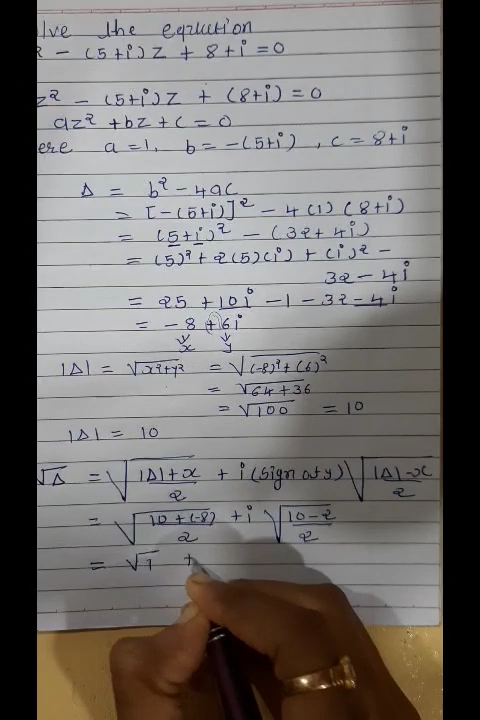 lve the eqzuction
z² - (5+i)z + 8+i = 0
z² - (5+i)z + (8+i) = 0
az² + bz + c = 0
ere a = 1, b = -(5+i), c = 8+i
Δ = b² - 4ac
= [-(5+i)]² - 4(1)(8+i)
= (5+i)² - (32+4i)
= (5)² + 2(5)(i) + (i)² -
32 - 4i
= 25 + 10i - 1 - 32 - 4i
= -8 + 6i
x y
|Δ| = √x²+y² = √(-8)²+(6)²
= √64+36
= √100 = 10
|Δ| = 10
√Δ = √|Δ|+x/2 + i(sign of y) √|Δ|-x/2
= √10+(-8)/2 + i √10-2/2
= √1 +